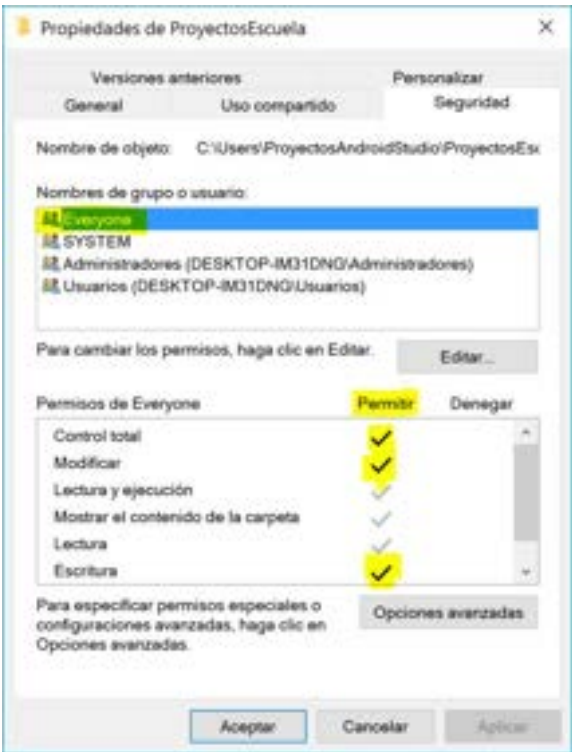 Propiedades de ProyectosEscuela
Versiones anteriores Personalizar
General Uso compartido Seguridad
Nombre de objeto: C:\Users\ProyectosAndroidStudio\ProyectosEsc
Nombres de grupo o usuario:
Everyone
SYSTEM
Administradores (DESKTOP-IM31DNG\Administradores)
Usuarios (DESKTOP-IM31DNG\Usuarios)
Para cambiar los permisos, haga clic en Editar. Editar...
Permisos de Everyone Permitir Denegar
Control total
Modificar
Lectura y ejecución
Mostrar el contenido de la carpeta
Lectura
Escritura
Para especificar permisos especiales o
configuraciones avanzadas, haga clic en
Opciones avanzadas.
Opciones avanzadas
Aceptar Cancelar Aplicar